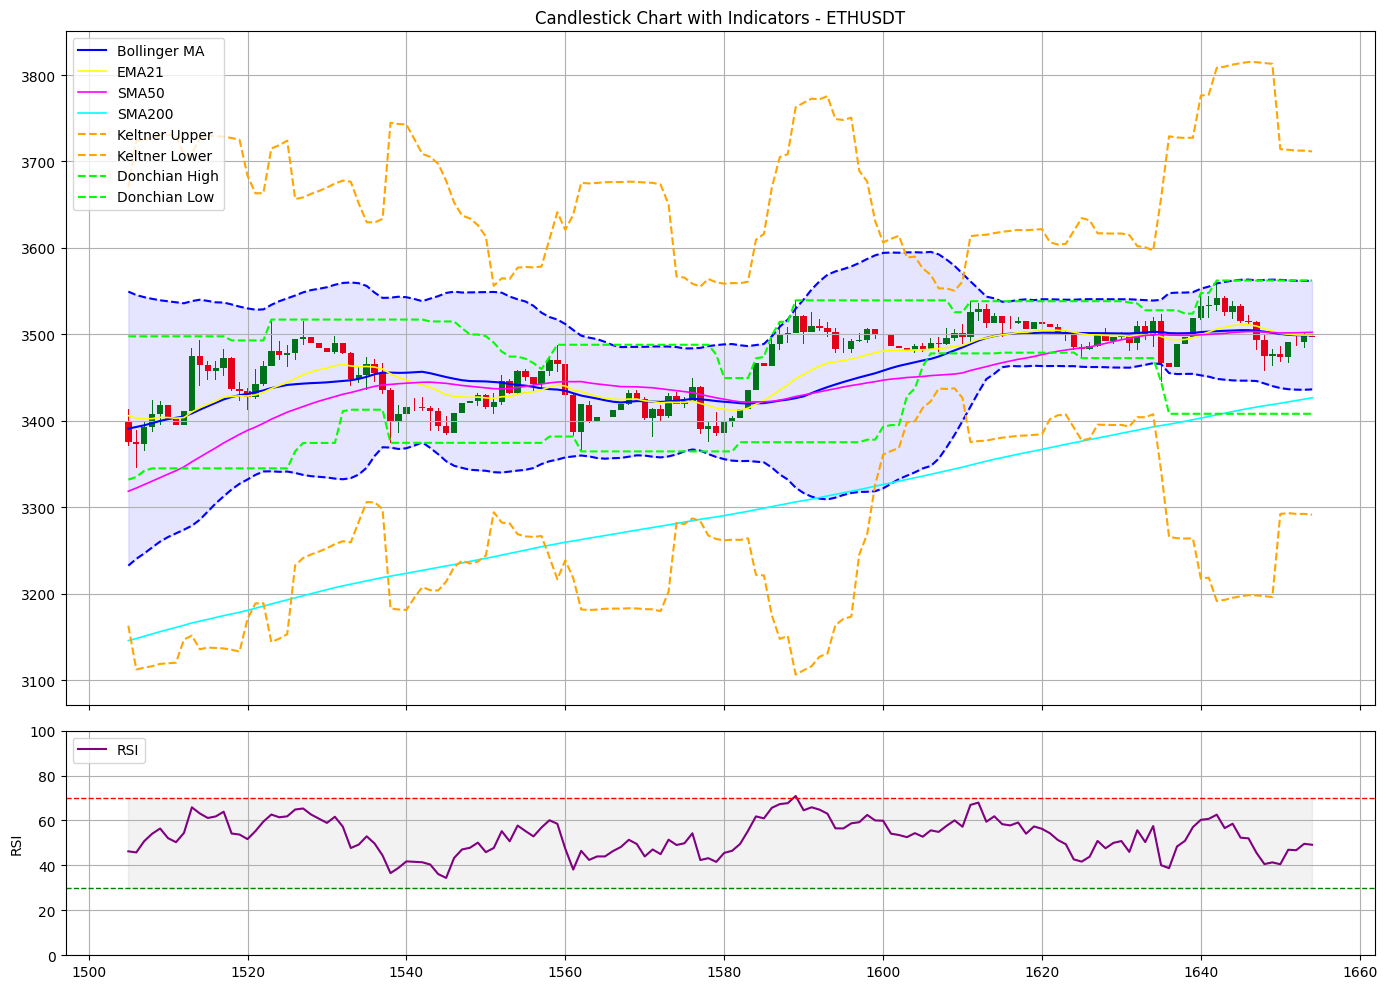 Candlestick Chart with Indicators - ETHUSDT
Bollinger MA
EMA21
SMA50
SMA200
Keltner Upper
Keltner Lower
Donchian High
Donchian Low
3800
3700
3600
3500
3400
3300
3200
3100
RSI
100
80
60
40
20
0
RSI
1500 1520 1540 1560 1580 1600 1620 1640 1660